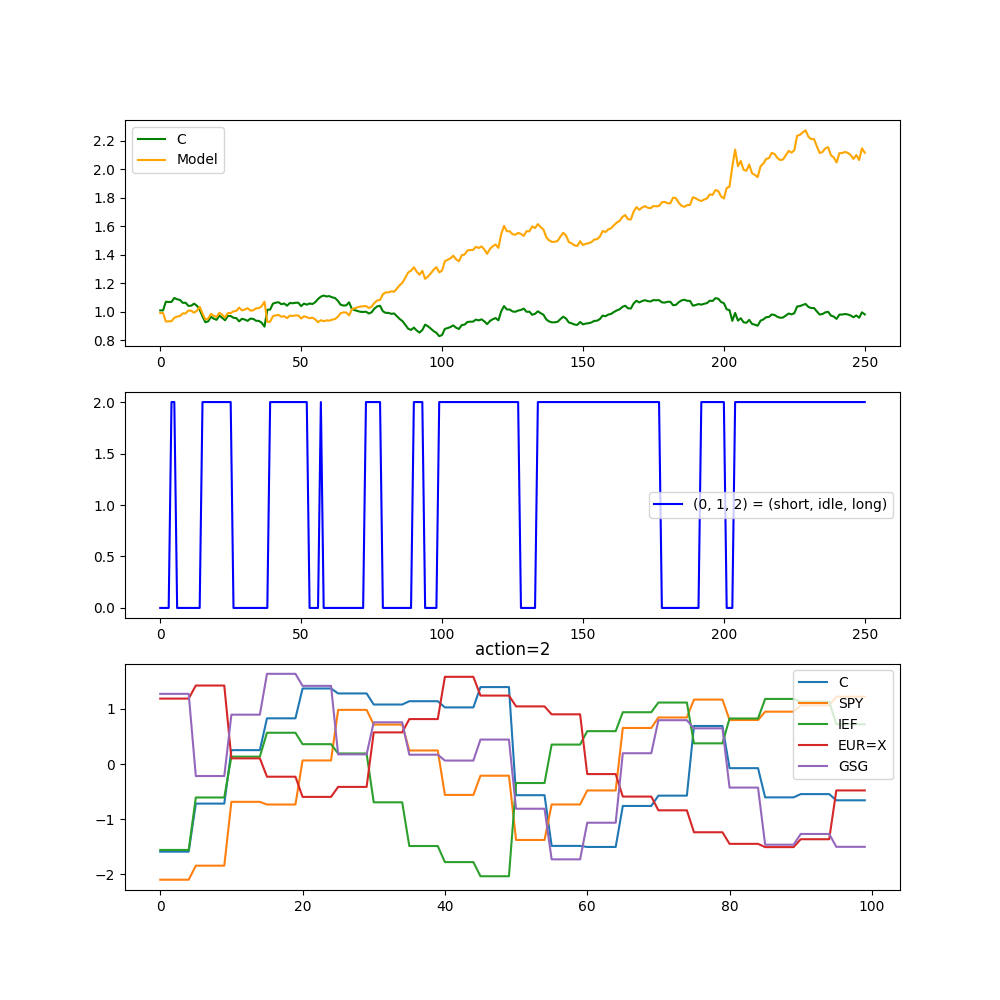 2.2
2.0
1.8
1.6
1.4
1.2
1.0
0.8
C
Model
0 50 100 150 200 250
2.0
1.5
1.0
0.5
0.0
(0, 1, 2) = (short, idle, long)
0 50 100 150 200 250
action=2
1
0
−1
−2
C
SPY
IEF
EUR=X
GSG
0 20 40 60 80 100